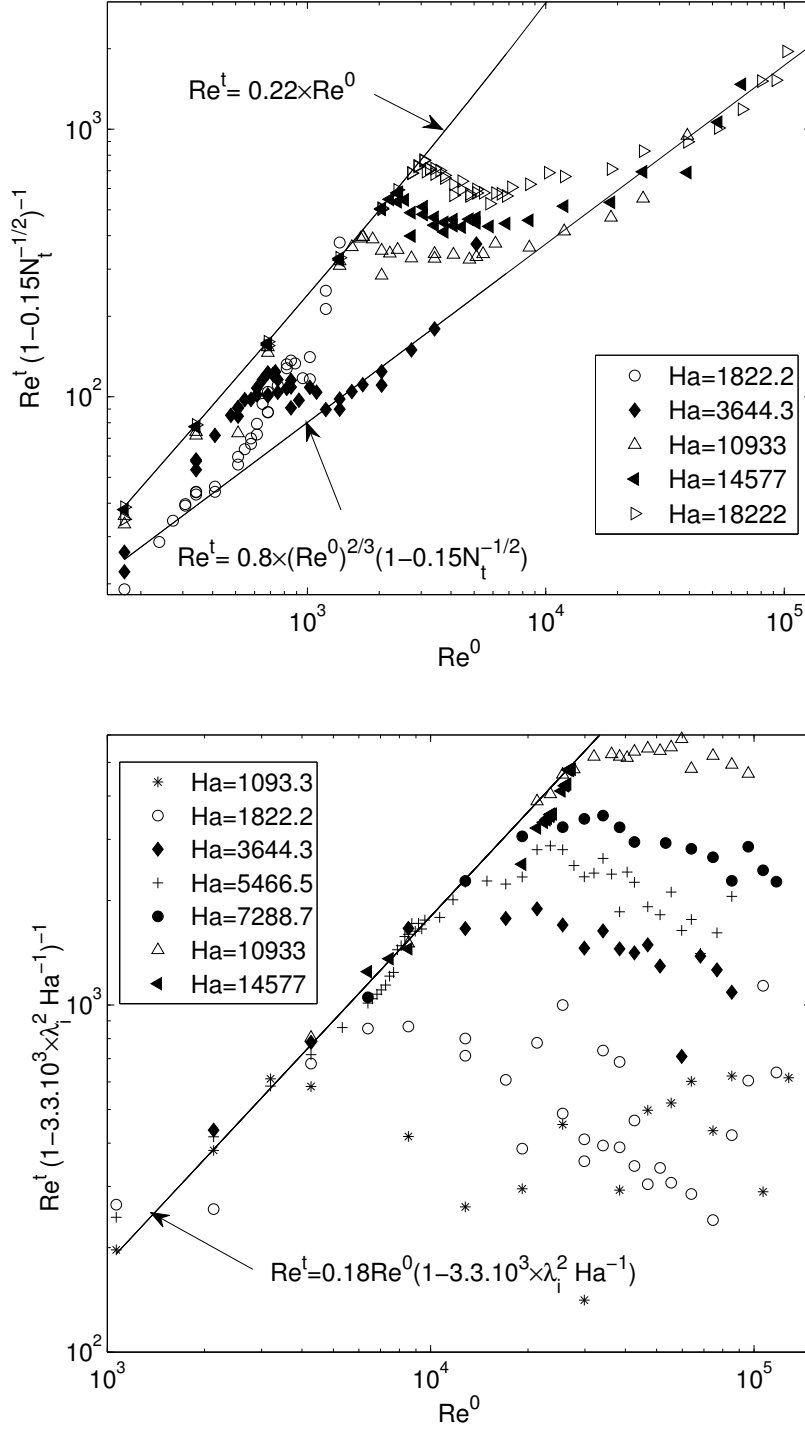 Re^t = 0.22×Re^0
10^3
Re^t (1−0.15N_t^−1/2)^−1
10^2
Ha=1822.2
Ha=3644.3
Ha=10933
Ha=14577
Ha=18222
Re^t = 0.8×(Re^0)^2/3(1−0.15N_t^−1/2)
10^3 10^4 10^5
Re^0
Ha=1093.3
Ha=1822.2
Ha=3644.3
Ha=5466.5
Ha=7288.7
Ha=10933
Ha=14577
Re^t (1−3.3.10^3×λ_i^2 Ha^−1)^−1
10^3
Re^t=0.18Re^0(1−3.3.10^3×λ_i^2 Ha^−1)
10^2
10^3 10^4 10^5
Re^0